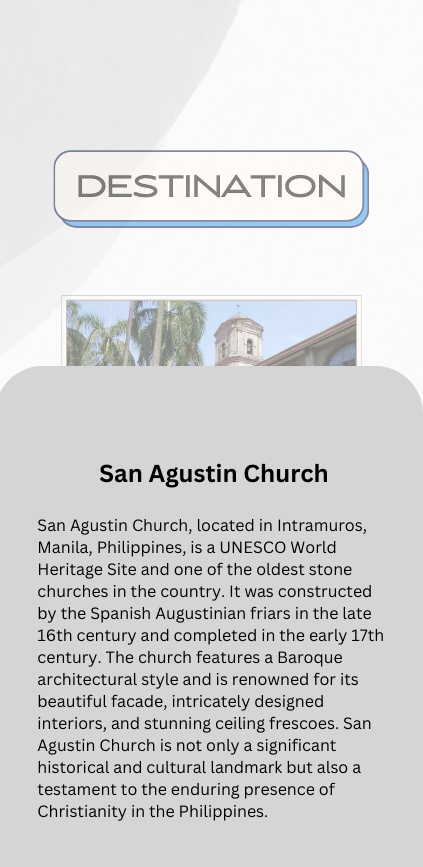 DESTINATION
San Agustin Church
San Agustin Church, located in Intramuros,
Manila, Philippines, is a UNESCO World
Heritage Site and one of the oldest stone
churches in the country. It was constructed
by the Spanish Augustinian friars in the late
16th century and completed in the early 17th
century. The church features a Baroque
architectural style and is renowned for its
beautiful facade, intricately designed
interiors, and stunning ceiling frescoes. San
Agustin Church is not only a significant
historical and cultural landmark but also a
testament to the enduring presence of
Christianity in the Philippines.